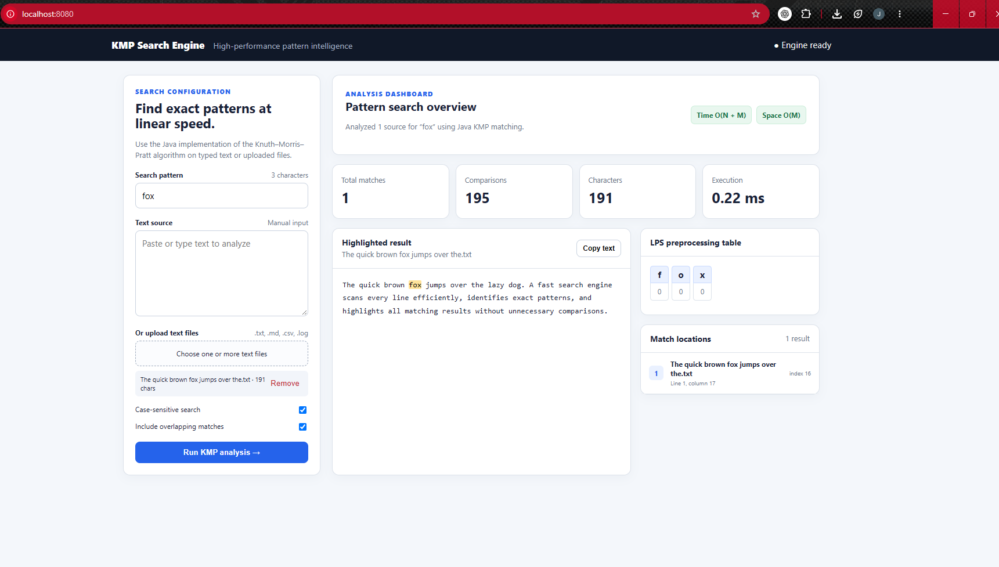 localhost:8080
J
KMP Search Engine High-performance pattern intelligence
● Engine ready
SEARCH CONFIGURATION
Find exact patterns at
linear speed.
Use the Java implementation of the Knuth–Morris–
Pratt algorithm on typed text or uploaded files.
Search pattern 3 characters
fox
Text source Manual input
Paste or type text to analyze
Or upload text files .txt, .md, .csv, .log
Choose one or more text files
The quick brown fox jumps over the.txt · 191
chars
Remove
Case-sensitive search
Include overlapping matches
Run KMP analysis →
ANALYSIS DASHBOARD
Pattern search overview
Analyzed 1 source for “fox” using Java KMP matching.
Time O(N + M) Space O(M)
Total matches
1
Comparisons
195
Characters
191
Execution
0.22 ms
Highlighted result
The quick brown fox jumps over the.txt
Copy text
The quick brown fox jumps over the lazy dog. A fast search engine
scans every line efficiently, identifies exact patterns, and
highlights all matching results without unnecessary comparisons.
LPS preprocessing table
f o x
0 0 0
Match locations 1 result
1
The quick brown fox jumps over
the.txt
Line 1, column 17
index 16